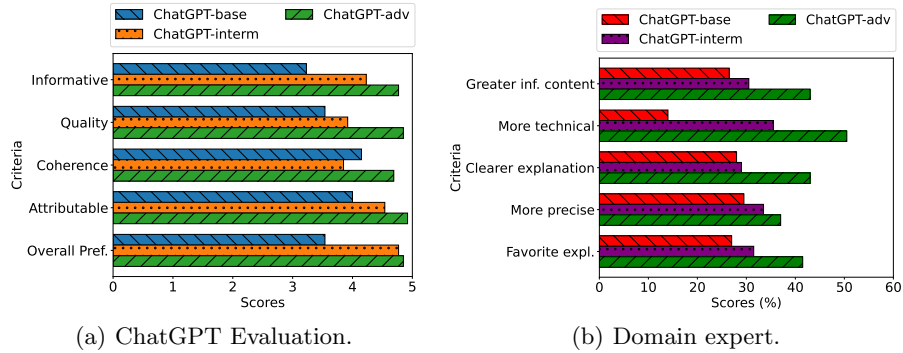 ChatGPT-base
ChatGPT-adv
ChatGPT-interm
Informative
Quality
Coherence
Attributable
Overall Pref.
Criteria
0 1 2 3 4 5
Scores
(a) ChatGPT Evaluation.
ChatGPT-base
ChatGPT-adv
ChatGPT-interm
Greater inf. content
More technical
Clearer explanation
More precise
Favorite expl.
Criteria
0 10 20 30 40 50 60
Scores (%)
(b) Domain expert.